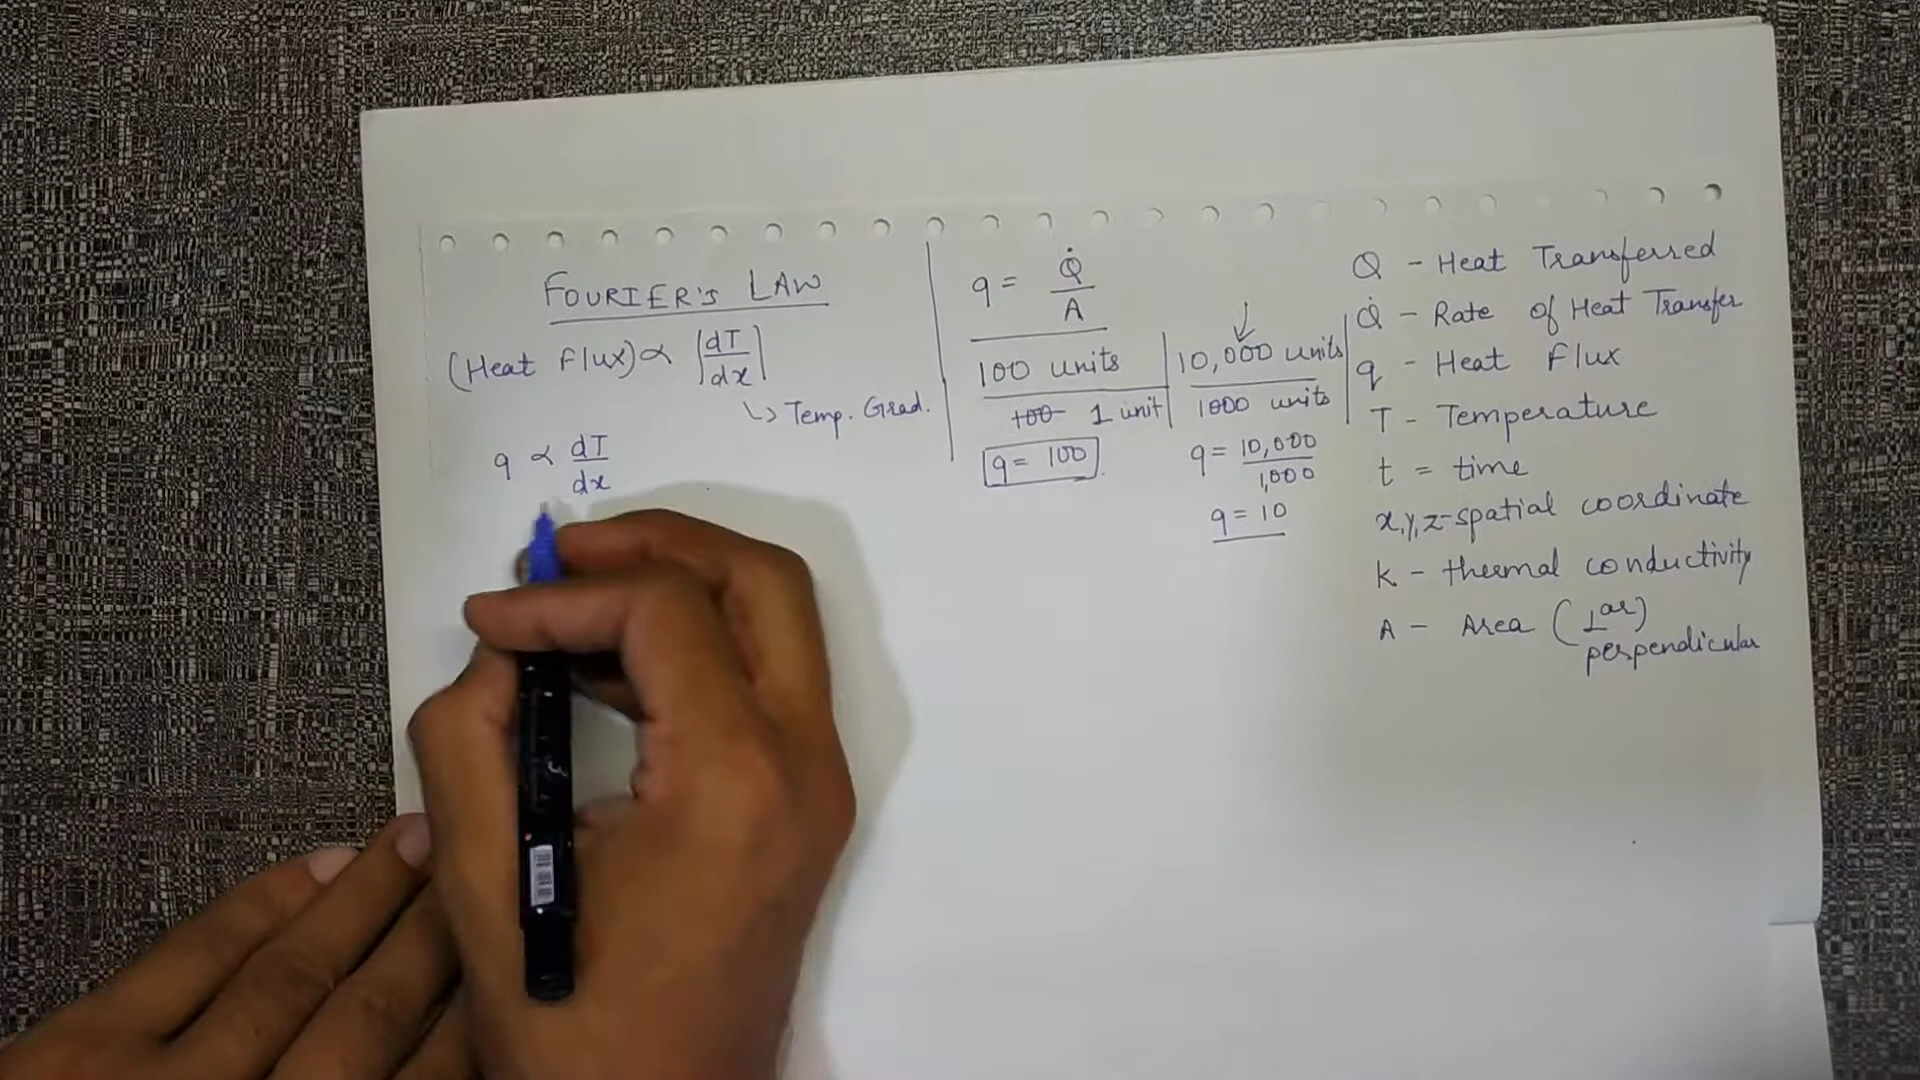 FOURIER'S LAW
(Heat Flux) ∝ |dT/dx|
↳ Temp. Grad.
q ∝ dT/dx
q = Q̇/A
100 units
100 1 unit
q = 100
10,000 units
1000 units
q = 10,000/1,000
q = 10
Q - Heat Transferred
Q̇ - Rate of Heat Transfer
q - Heat Flux
T - Temperature
t = time
x,y,z - spatial coordinate
K - thermal conductivity
A - Area (⊥ar)
perpendicular